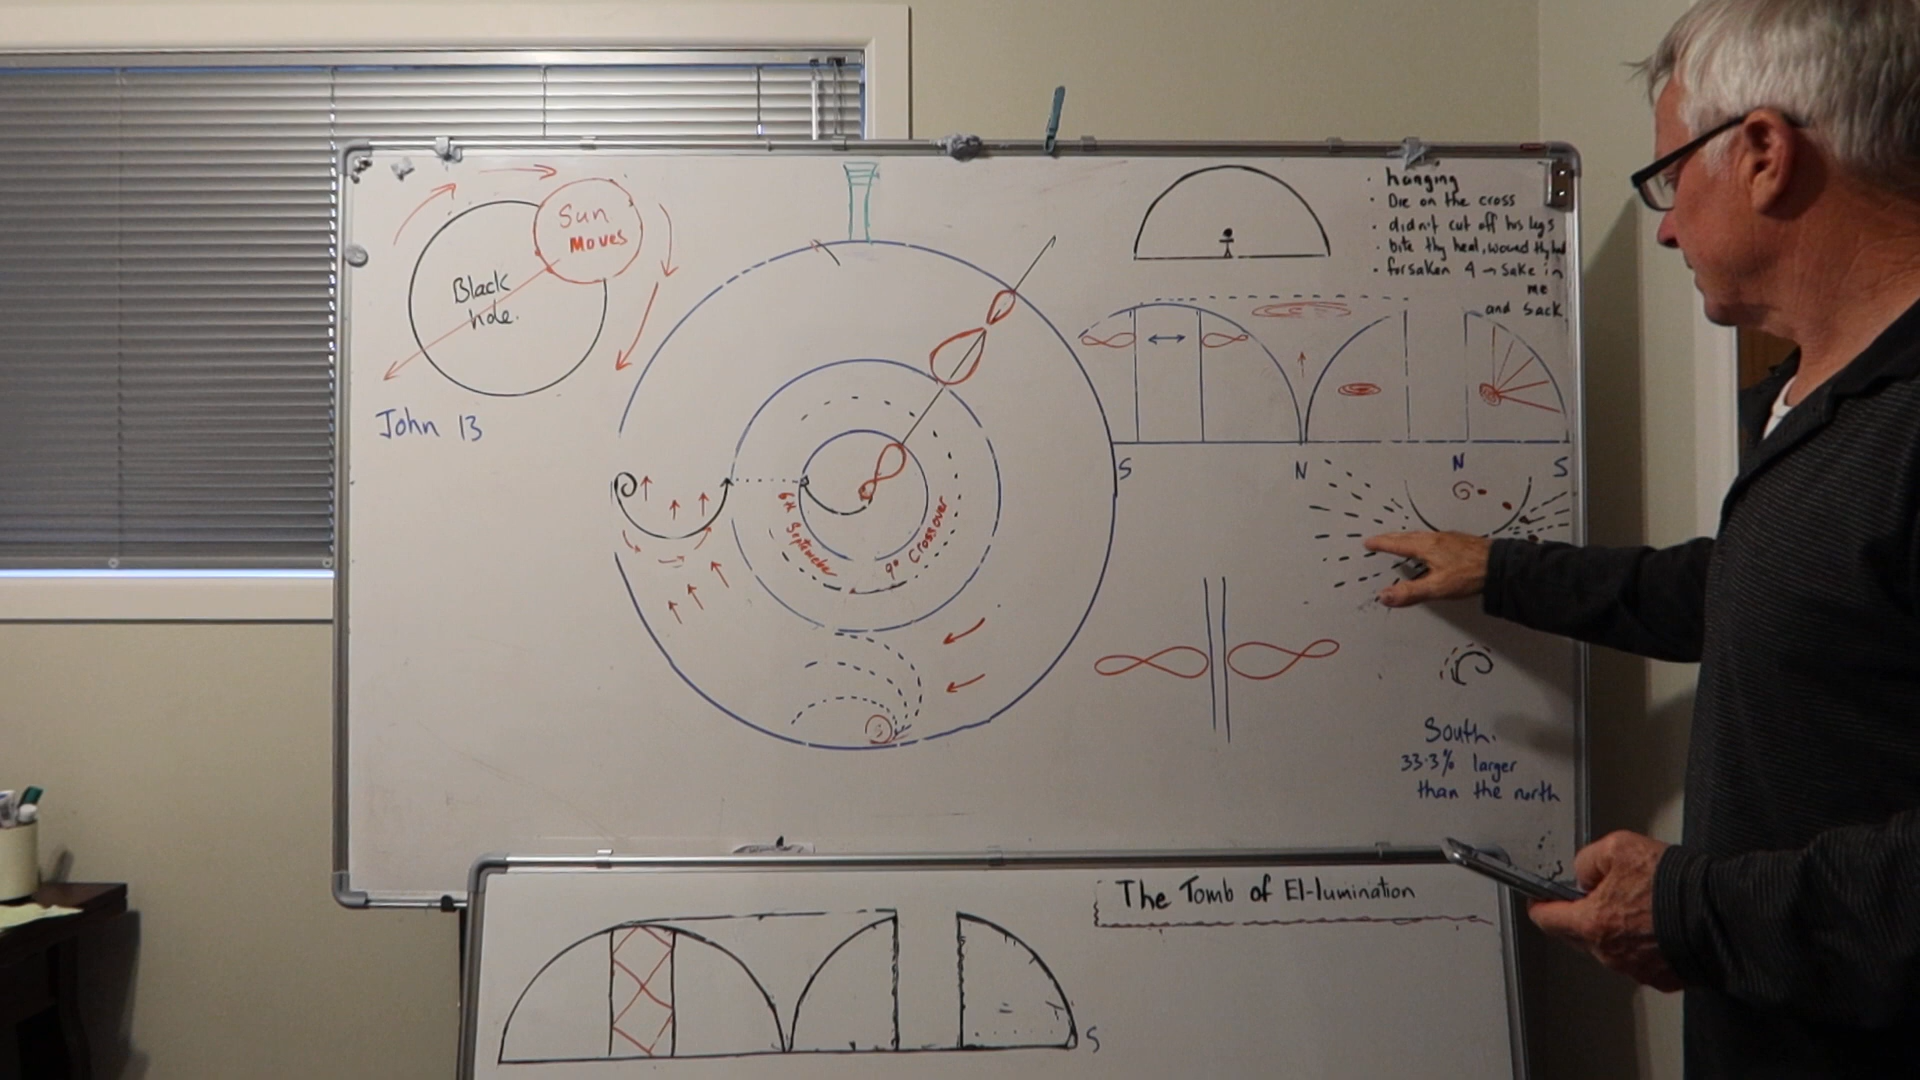 Sun
Moves
Black
hole.
John 13
6th September
9° Crossover
· hanging
· Die on the cross
· didn't cut off his legs
· bite thy heal, wound thy head
· forsaken 4 → sake in
me
and sack
S
N
N
S
South.
33.3% larger
than the north
The Tomb of El-lumination
S